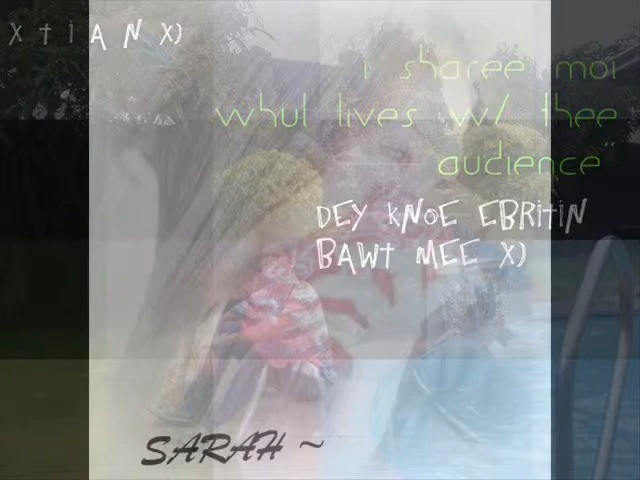 X t i A N X)
i sharee moi
whul lives w/ thee
audience"
DEY kNOE EBRitiN
BAWt MEE X)
SARAH ~